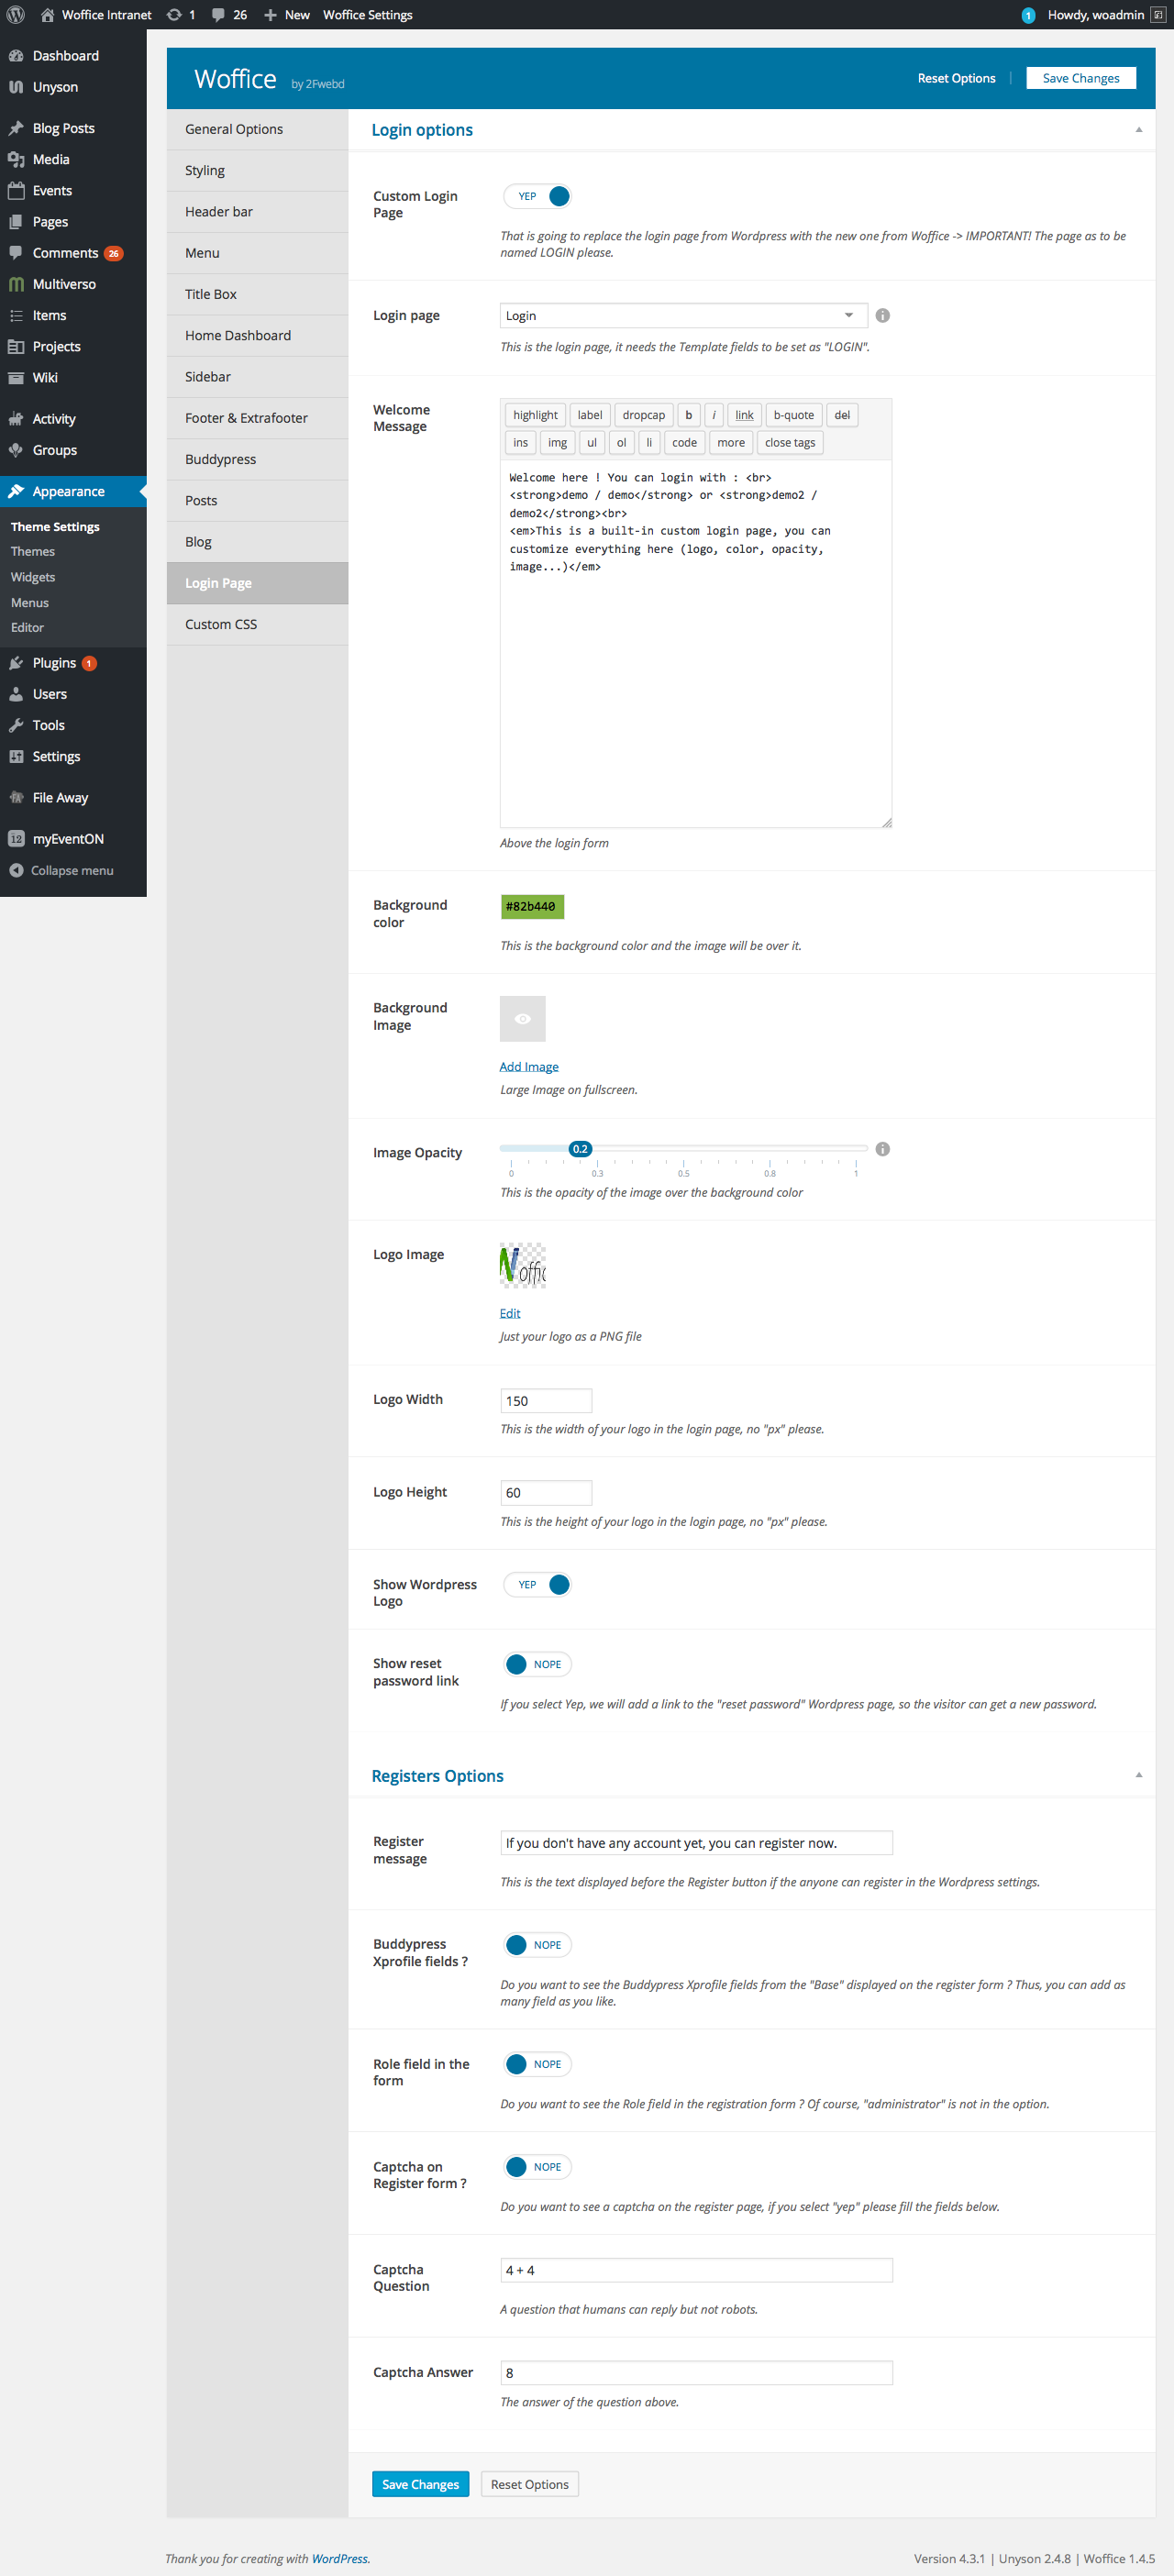 Woffice Intranet 1 26 New Woffice Settings 1 Howdy, woadmin
Dashboard
Unyson
Blog Posts
Media
Events
Pages
Comments 26
Multiverso
Items
Projects
Wiki
Activity
Groups
Appearance
Theme Settings
Themes
Widgets
Menus
Editor
Plugins 1
Users
Tools
Settings
File Away
12 myEventON
Collapse menu
Woffice by 2Fwebd Reset Options | Save Changes
General Options
Styling
Header bar
Menu
Title Box
Home Dashboard
Sidebar
Footer & Extrafooter
Buddypress
Posts
Blog
Login Page
Custom CSS
Login options
Custom Login
Page
YEP
That is going to replace the login page from Wordpress with the new one from Woffice -> IMPORTANT! The page as to be
named LOGIN please.
Login page
Login
This is the login page, it needs the Template fields to be set as "LOGIN".
Welcome
Message
highlight label dropcap b i link b-quote del
ins img ul ol li code more close tags
Welcome here ! You can login with : <br>
<strong>demo / demo</strong> or <strong>demo2 /
demo2</strong><br>
<em>This is a built-in custom login page, you can
customize everything here (logo, color, opacity,
image...)</em>
Above the login form
Background
color
#82b440
This is the background color and the image will be over it.
Background
Image
Add Image
Large Image on fullscreen.
Image Opacity
0.2
0 0.3 0.5 0.8 1
This is the opacity of the image over the background color
Logo Image
offic
Edit
Just your logo as a PNG file
Logo Width
150
This is the width of your logo in the login page, no "px" please.
Logo Height
60
This is the height of your logo in the login page, no "px" please.
Show Wordpress
Logo
YEP
Show reset
password link
NOPE
If you select Yep, we will add a link to the "reset password" Wordpress page, so the visitor can get a new password.
Registers Options
Register
message
If you don't have any account yet, you can register now.
This is the text displayed before the Register button if the anyone can register in the Wordpress settings.
Buddypress
Xprofile fields ?
NOPE
Do you want to see the Buddypress Xprofile fields from the "Base" displayed on the register form ? Thus, you can add as
many field as you like.
Role field in the
form
NOPE
Do you want to see the Role field in the registration form ? Of course, "administrator" is not in the option.
Captcha on
Register form ?
NOPE
Do you want to see a captcha on the register page, if you select "yep" please fill the fields below.
Captcha
Question
4 + 4
A question that humans can reply but not robots.
Captcha Answer
8
The answer of the question above.
Save Changes Reset Options
Thank you for creating with WordPress.
Version 4.3.1 | Unyson 2.4.8 | Woffice 1.4.5